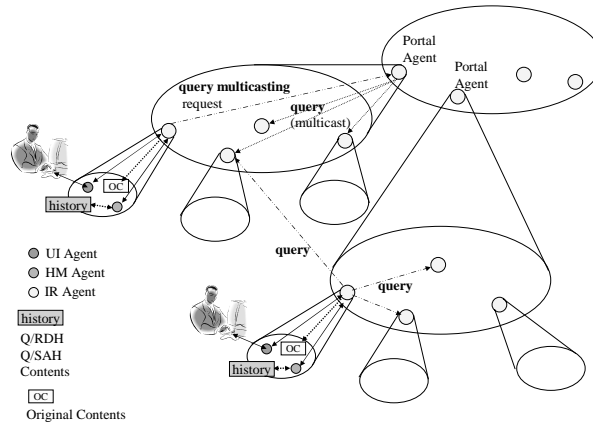 Portal
Agent
Portal
Agent
query multicasting
request
query
(multicast)
OC
history
query
UI Agent
HM Agent
IR Agent
query
history
Q/RDH
Q/SAH
Contents
OC
history
OC
Original Contents